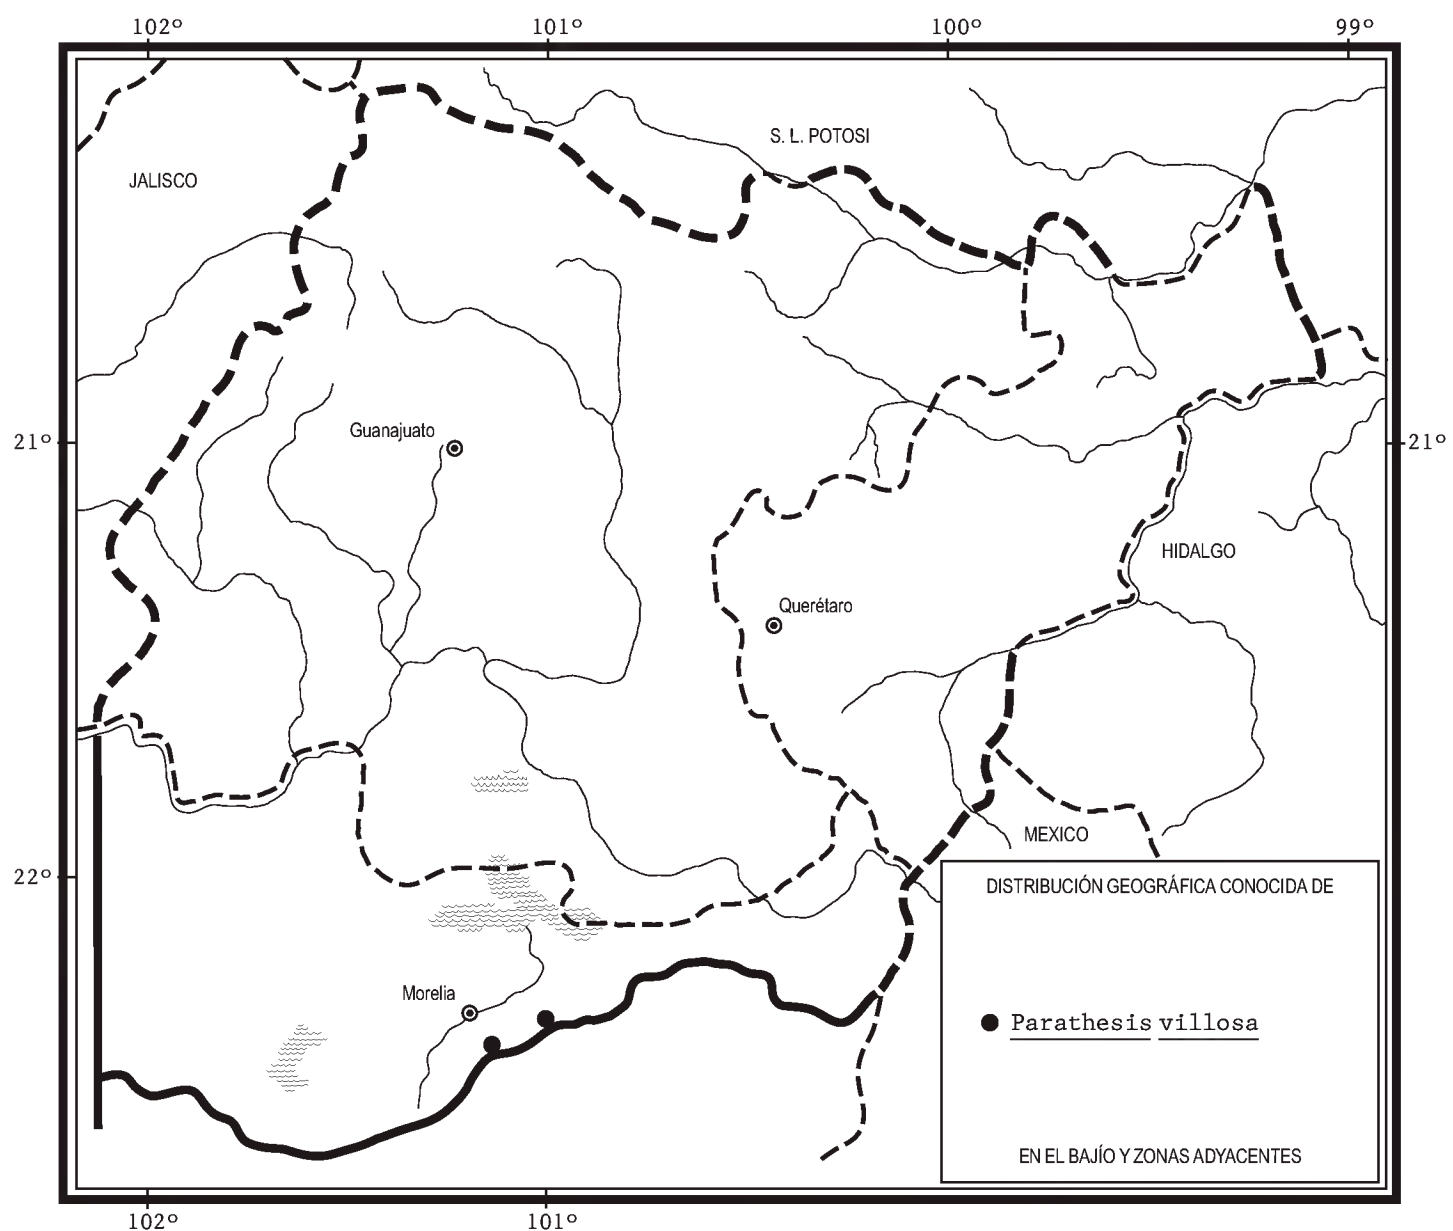 102º 101º 100º 99º
S. L. POTOSI
JALISCO
Guanajuato
21º 21º
HIDALGO
Querétaro
MEXICO
22º
DISTRIBUCIÓN GEOGRÁFICA CONOCIDA DE
Morelia
Parathesis villosa
EN EL BAJÍO Y ZONAS ADYACENTES
102º 101º